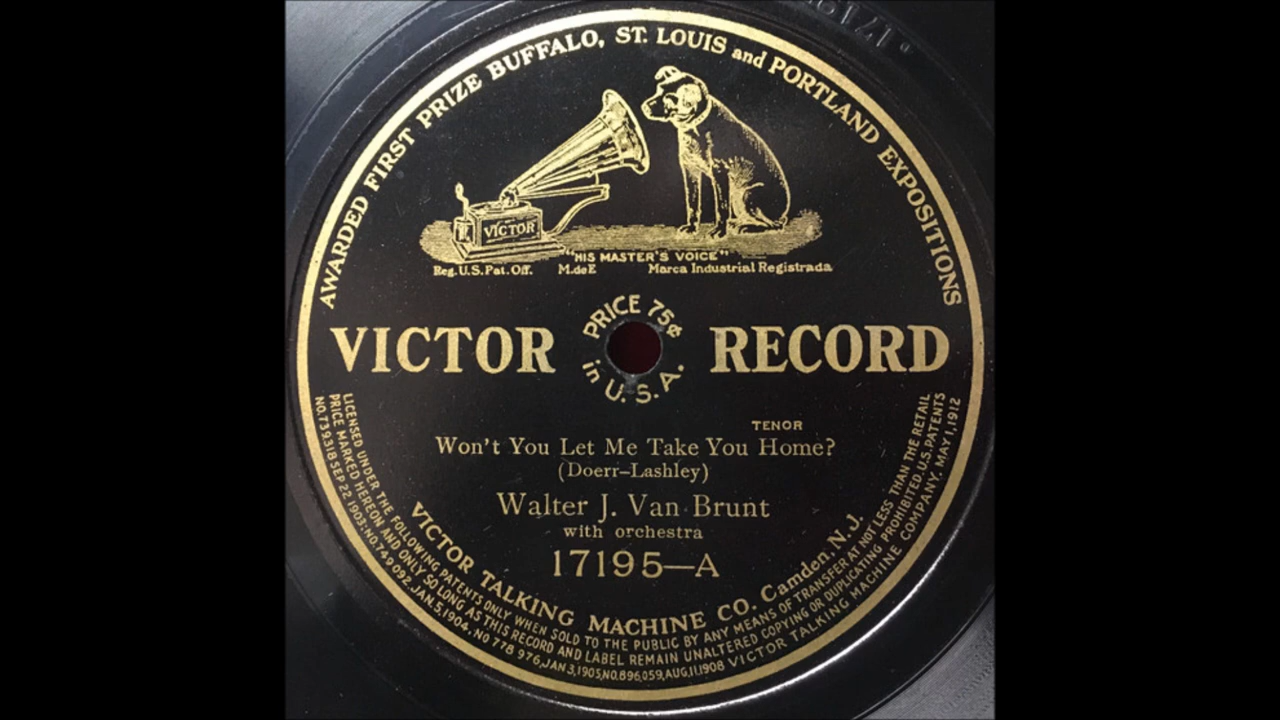 AWARDED FIRST PRIZE BUFFALO, ST. LOUIS and PORTLAND EXPOSITIONS
VICTOR
"HIS MASTER'S VOICE"
Reg. U.S. Pat. Off. M.de E Marca Industrial Registrada
PRICE 75¢
VICTOR RECORD
in U.S.A.
TENOR
Won't You Let Me Take You Home?
(Doerr-Lashley)
Walter J. Van Brunt
with orchestra
17195-A
VICTOR TALKING MACHINE CO. Camden, N.J.
LICENSED UNDER THE FOLLOWING PATENTS ONLY WHEN SOLD TO THE PUBLIC BY ANY MEANS OF TRANSFER AT NOT LESS THAN THE RETAIL
PRICE MARKED HEREON AND ONLY SO LONG AS THIS RECORD AND LABEL REMAIN UNALTERED COPYING OR DUPLICATING PROHIBITED. U.S. PATENTS
NO. 739,318 SEP 22 1903: NO. 749 092, JAN. 5, 1904. NO 778 976, JAN 3, 1905, NO. 896,059, AUG, 11, 1908 VICTOR TALKING MACHINE COMPANY. MAY 1, 1912